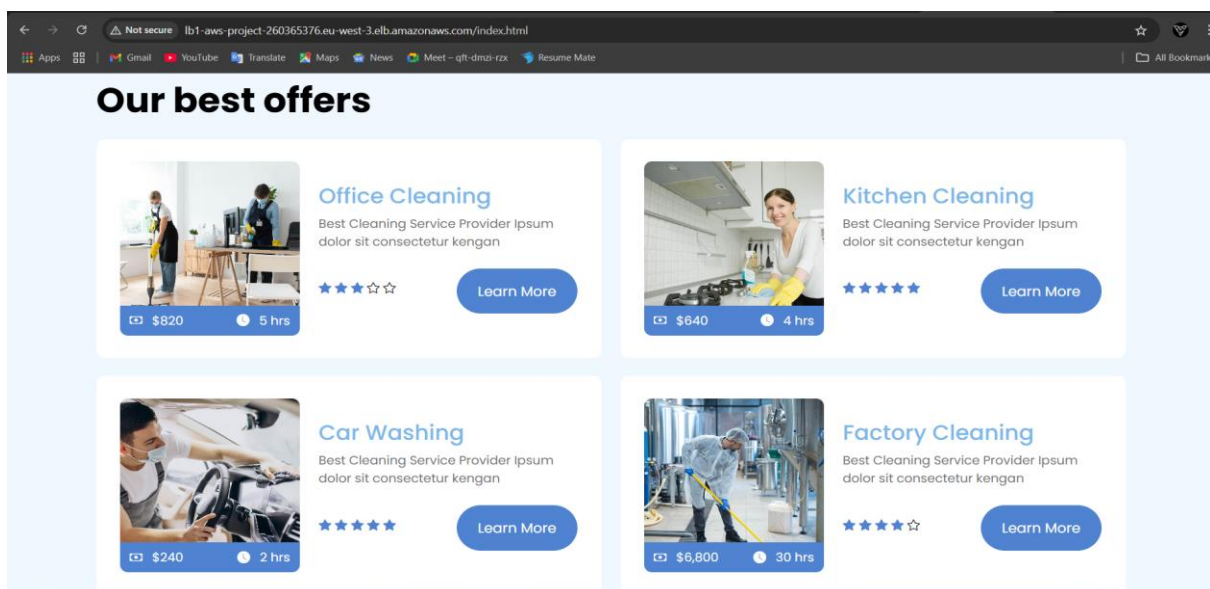 Not secure lb1-aws-project-260365376.eu-west-3.elb.amazonaws.com/index.html
Apps Gmail YouTube Translate Maps News Meet – qft-dmzi-rzx Resume Mate All Bookmark
Our best offers
Office Cleaning
Best Cleaning Service Provider Ipsum
dolor sit consectetur kengan
Learn More
$820 5 hrs
Kitchen Cleaning
Best Cleaning Service Provider Ipsum
dolor sit consectetur kengan
Learn More
$640 4 hrs
Car Washing
Best Cleaning Service Provider Ipsum
dolor sit consectetur kengan
Learn More
$240 2 hrs
Factory Cleaning
Best Cleaning Service Provider Ipsum
dolor sit consectetur kengan
Learn More
$6,800 30 hrs